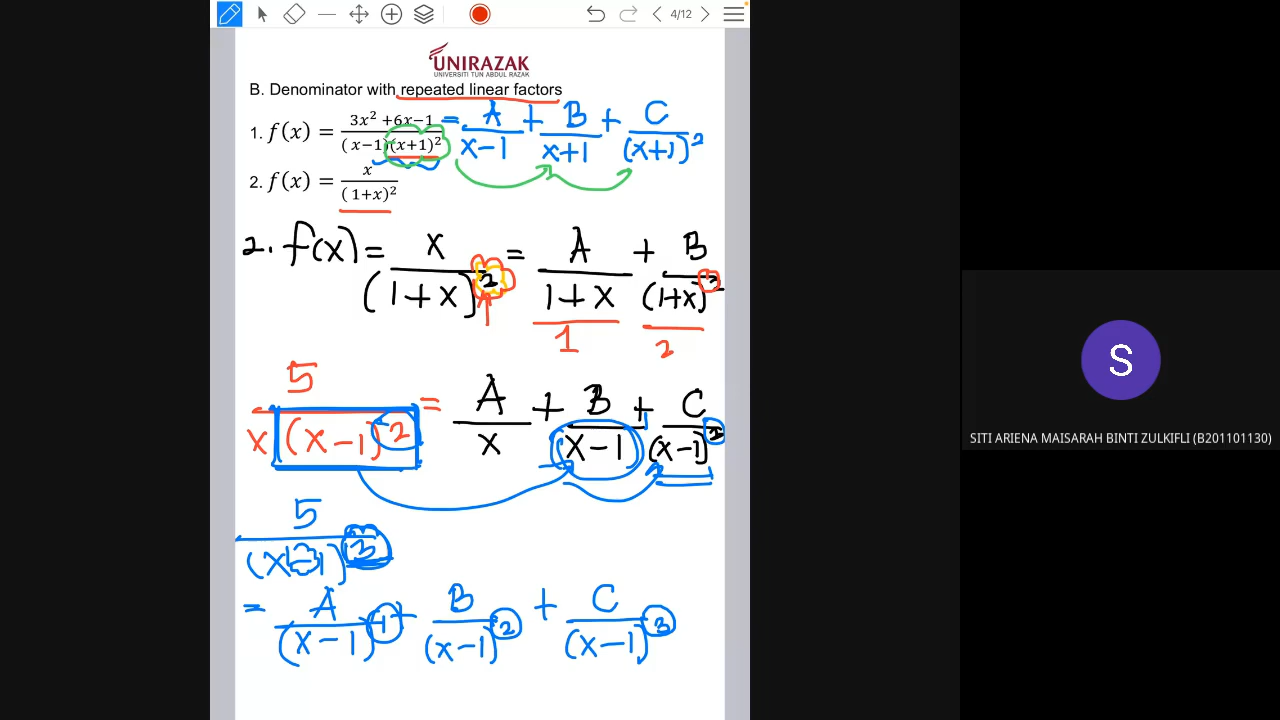 4/12
UNIRAZAK
UNIVERSITI TUN ABDUL RAZAK
B. Denominator with repeated linear factors
1. f(x) = (3x² +6x−1)/((x−1)(x+1)²) = A/(x-1) + B/(x+1) + C/(x+1)²
2. f(x) = x/(1+x)²
2. f(x) = x/(1+x)² = A/(1+x) + B/(1+x)²
1 2
5/(x(x-1)²) = A/x + B/(x-1) + C/(x-1)²
5/(x-1)³
= A/(x-1)¹ + B/(x-1)² + C/(x-1)³
S
SITI ARIENA MAISARAH BINTI ZULKIFLI (B201101130)